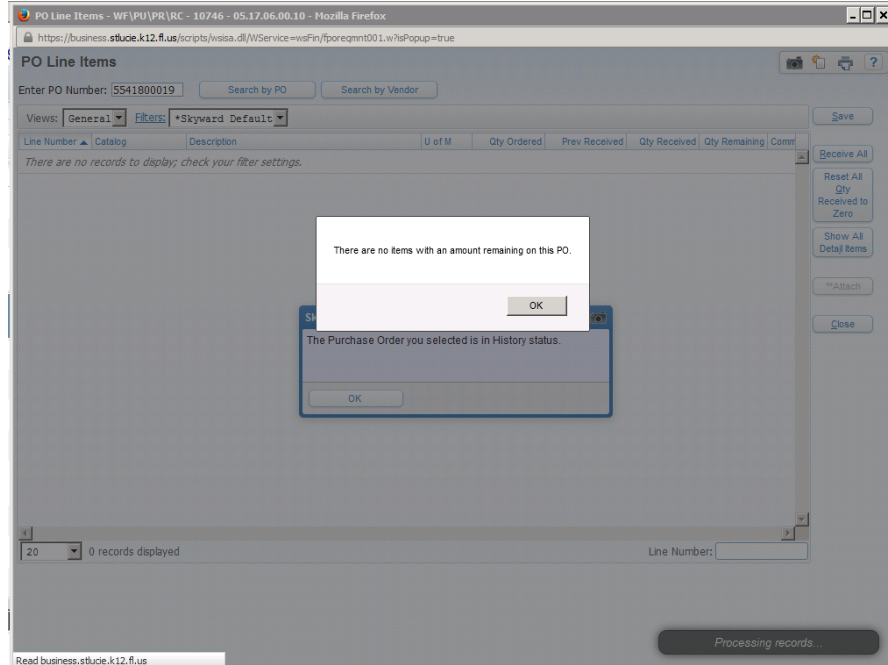 PO Line Items - WF\PU\PR\RC - 10746 - 05.17.06.00.10 - Mozilla Firefox
https://business.stlucie.k12.fl.us/scripts/wsisa.dll/WService=wsFin/fporeqmnt001.w?isPopup=true
PO Line Items
Enter PO Number: 5541800019 Search by PO Search by Vendor
Views: General Filters: *Skyward Default
Save
Line Number Catalog Description U of M Qty Ordered Prev Received Qty Received Qty Remaining Comm
There are no records to display; check your filter settings.
Receive All
Reset All
Qty
Received to
Zero
Show All
Detail Items
**Attach
Close
There are no items with an amount remaining on this PO.
OK
Sk
The Purchase Order you selected is in History status.
OK
20 0 records displayed Line Number:
Processing records...
Read business.stlucie.k12.fl.us